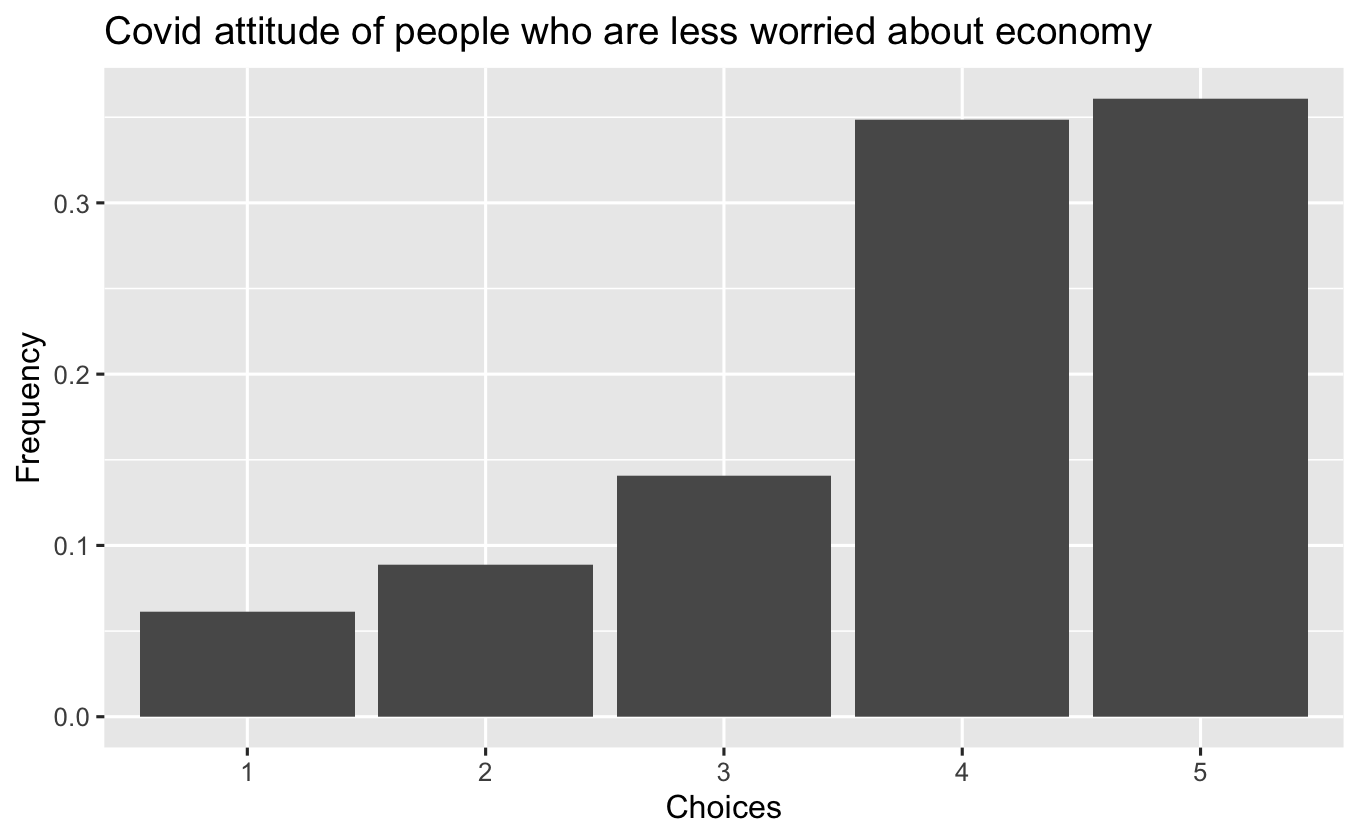 Covid attitude of people who are less worried about economy
Frequency
0.3
0.2
0.1
0.0
1 2 3 4 5
Choices